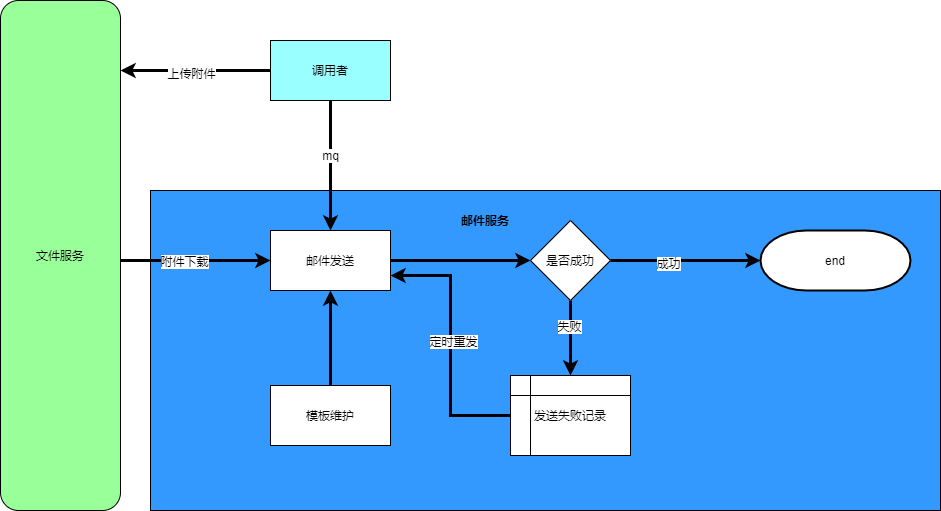 调用者
上传附件
mq
邮件服务
文件服务
附件下载
邮件发送
是否成功
成功
end
失败
定时重发
模板维护
发送失败记录